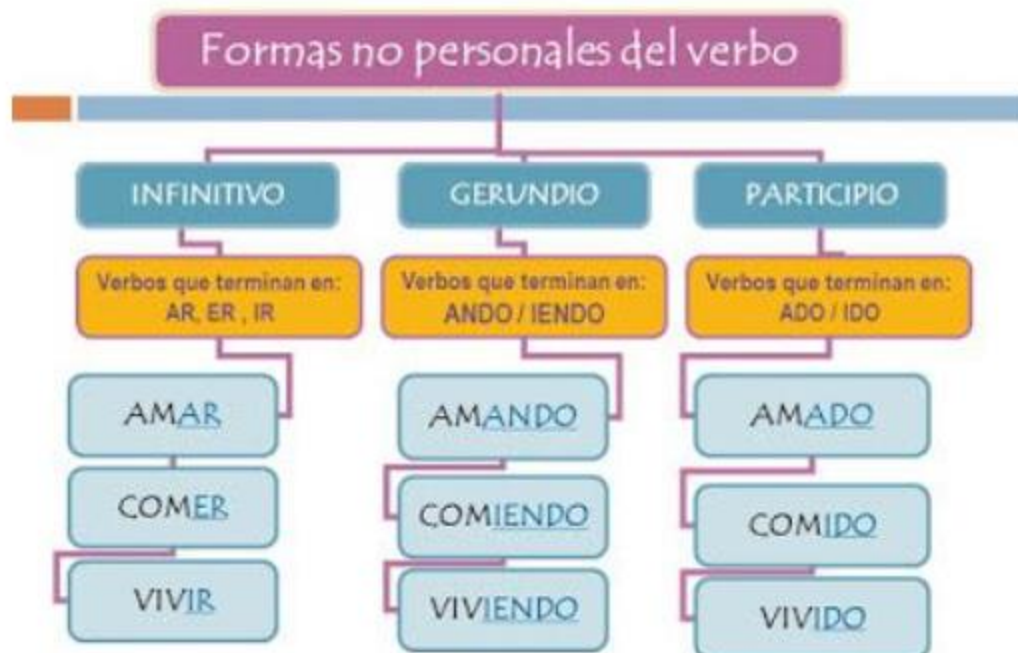 Formas no personales del verbo
INFINITIVO
Verbos que terminan en:
AR, ER , IR
AMAR
COMER
VIVIR
GERUNDIO
Verbos que terminan en:
ANDO / IENDO
AMANDO
COMIENDO
VIVIENDO
PARTICIPIO
Verbos que terminan en:
ADO / IDO
AMADO
COMIDO
VIVIDO